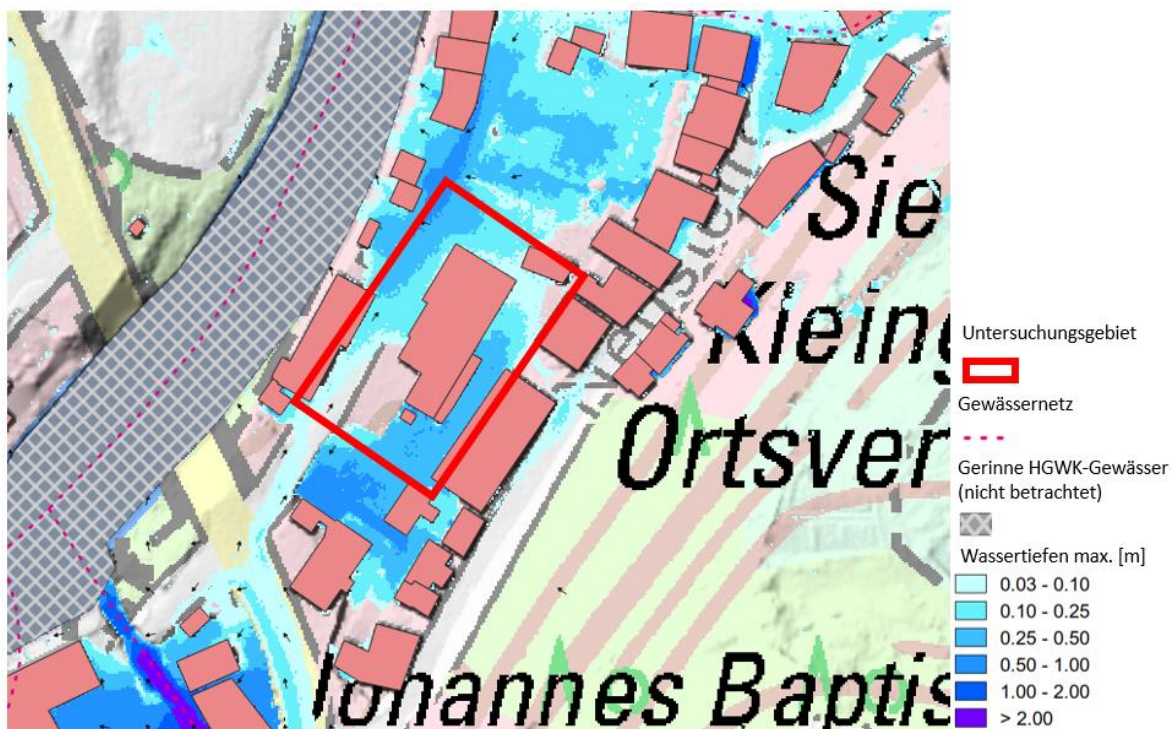 Sie
Klein
Ortsver
Johannes Baptis
Untersuchungsgebiet
Gewässernetz
Gerinne HGWK-Gewässer
(nicht betrachtet)
Wassertiefen max. [m]
0.03 - 0.10
0.10 - 0.25
0.25 - 0.50
0.50 - 1.00
1.00 - 2.00
> 2.00